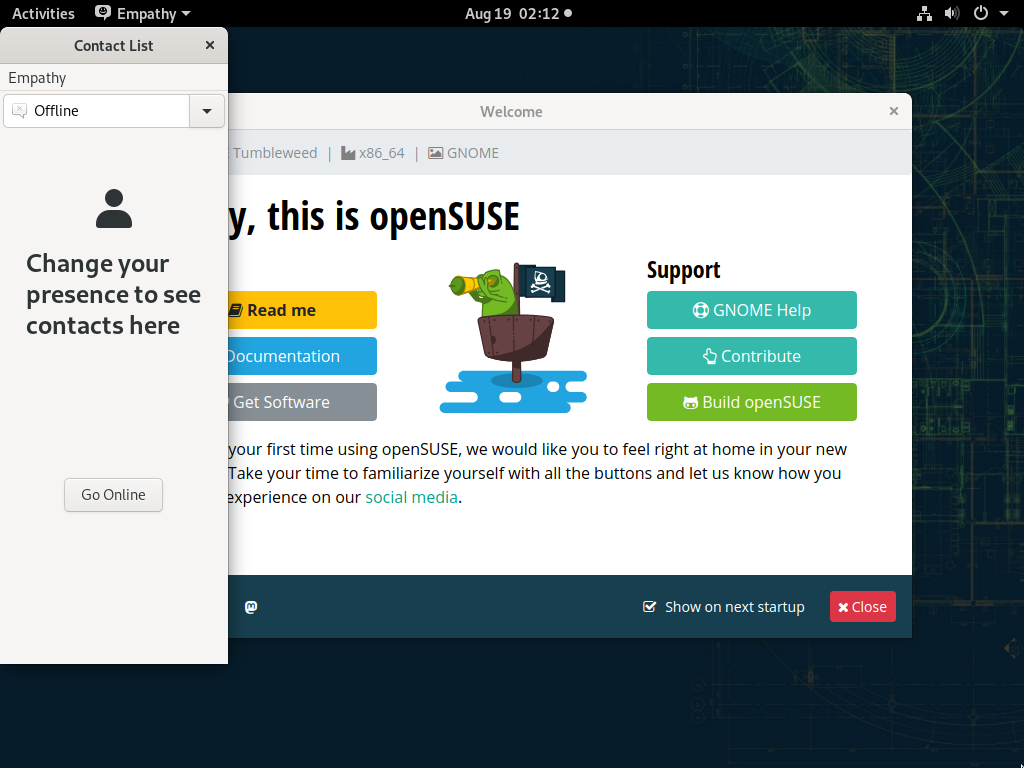 Activities Empathy Aug 19 02:12
Contact List
Empathy
Offline
Change your
presence to see
contacts here
Go Online
Welcome
Tumbleweed | x86_64 | GNOME
y, this is openSUSE
Support
Read me
GNOME Help
Documentation
Contribute
Get Software
Build openSUSE
your first time using openSUSE, we would like you to feel right at home in your new
Take your time to familiarize yourself with all the buttons and let us know how you
experience on our social media.
Show on next startup
Close